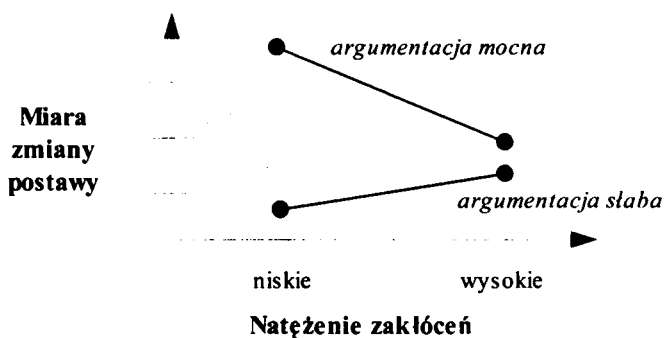 argumentacja mocna
Miara
zmiany
postawy
argumentacja słaba
niskie
wysokie
Natężenie zakłóceń